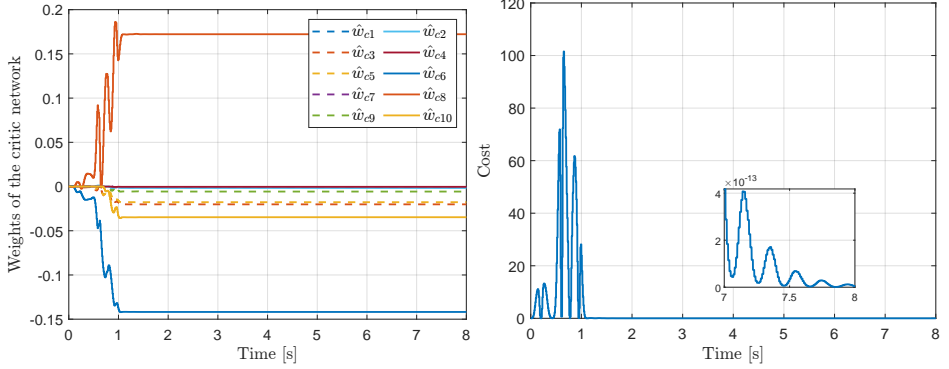 0.2
0.15
0.1
0.05
0
-0.05
-0.1
-0.15
Weights of the critic network
0 1 2 3 4 5 6 7 8
Time [s]
ŵc1 ŵc2
ŵc3 ŵc4
ŵc5 ŵc6
ŵc7 ŵc8
ŵc9 ŵc10
120
100
80
60
40
20
0
Cost
0 1 2 3 4 5 6 7 8
Time [s]
×10⁻¹³
4
2
0
7 7.5 8